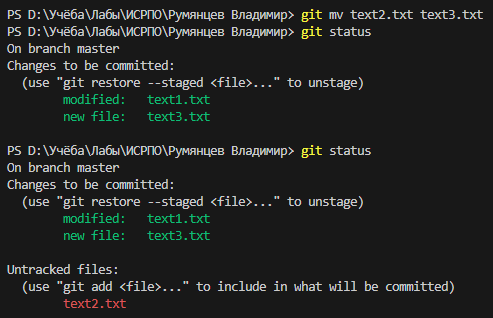 PS D:\Учёба\Лабы\ИСРПО\Румянцев Владимир> git mv text2.txt text3.txt
PS D:\Учёба\Лабы\ИСРПО\Румянцев Владимир> git status
On branch master
Changes to be committed:
  (use "git restore --staged <file>..." to unstage)
        modified:   text1.txt
        new file:   text3.txt

PS D:\Учёба\Лабы\ИСРПО\Румянцев Владимир> git status
On branch master
Changes to be committed:
  (use "git restore --staged <file>..." to unstage)
        modified:   text1.txt
        new file:   text3.txt

Untracked files:
  (use "git add <file>..." to include in what will be committed)
        text2.txt